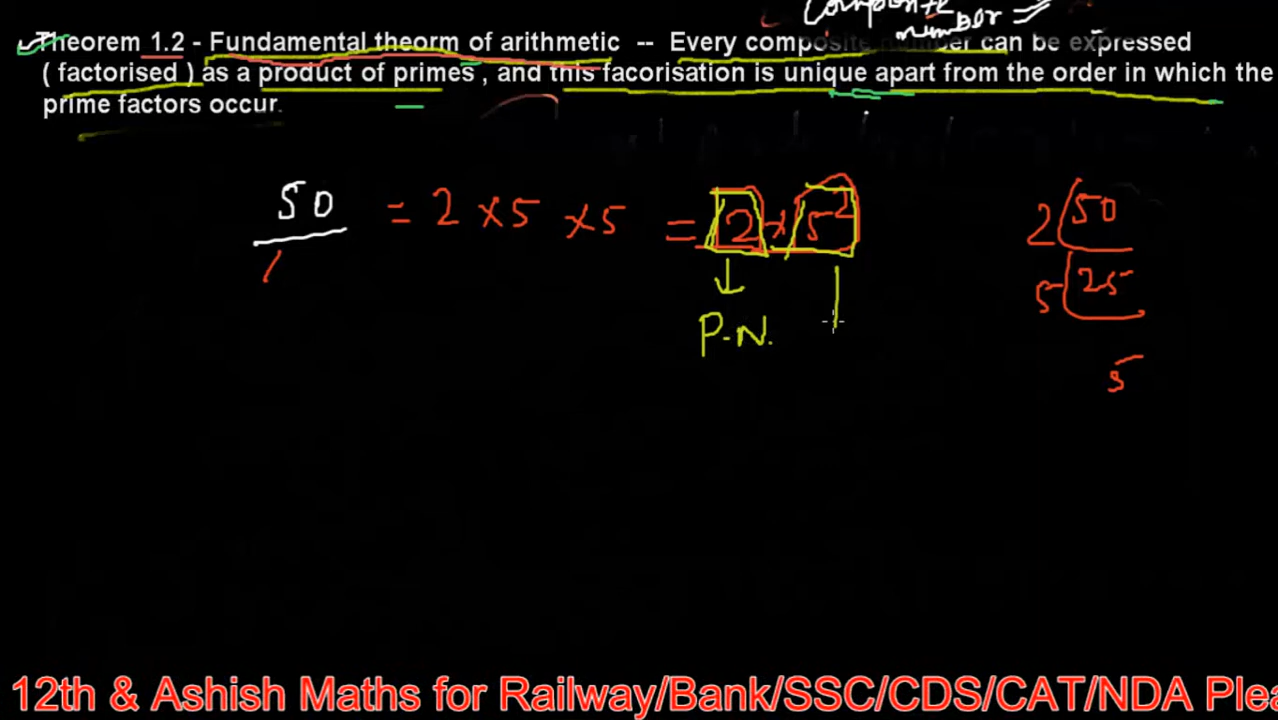 Composite
number
Theorem 1.2 - Fundamental theorm of arithmetic -- Every composite number can be expressed
( factorised ) as a product of primes , and this facorisation is unique apart from the order in which the
prime factors occur.
50 = 2 × 5 × 5 = 2 × 5²
2 50
5 25
5
P.N.
12th & Ashish Maths for Railway/Bank/SSC/CDS/CAT/NDA Plea